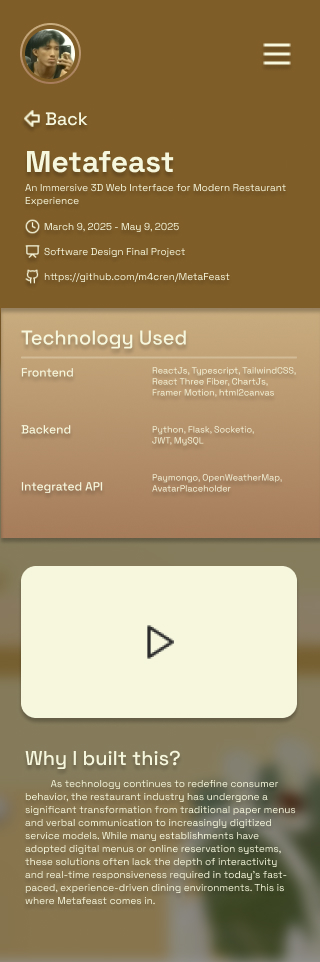 Back
Metafeast
An Immersive 3D Web Interface for Modern Restaurant
Experience
March 9, 2025 - May 9, 2025
Software Design Final Project
https://github.com/m4cren/MetaFeast
Technology Used
Frontend
ReactJs, Typescript, TailwindCSS,
React Three Fiber, ChartJs,
Framer Motion, html2canvas
Backend
Python, Flask, Socketio,
JWT, MySQL
Integrated API
Paymongo, OpenWeatherMap,
AvatarPlaceholder
Why I built this?
As technology continues to redefine consumer
behavior, the restaurant industry has undergone a
significant transformation from traditional paper menus
and verbal communication to increasingly digitized
service models. While many establishments have
adopted digital menus or online reservation systems,
these solutions often lack the depth of interactivity
and real-time responsiveness required in today's fast-
paced, experience-driven dining environments. This is
where Metafeast comes in.